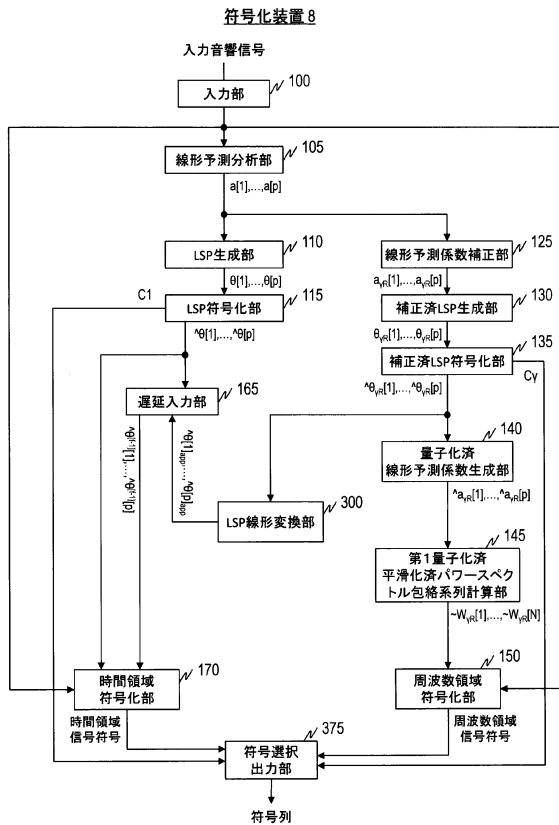 符号化装置8
入力音響信号
100
入力部
105
線形予測分析部
a[1],...,a[p]
110
LSP生成部
θ[1],...,θ[p]
125
線形予測係数補正部
aγR[1],...,aγR[p]
C1
115
LSP符号化部
^θ[1],...,^θ[p]
130
補正済LSP生成部
θγR[1],...,θγR[p]
135
補正済LSP符号化部
Cγ
^θγR[1],...,^θγR[p]
165
遅延入力部
140
量子化済
線形予測係数生成部
^aγR[1],...,^aγR[p]
^θ[f-1][1],...,^θ[f-1][p]
^θ[1]app,...,^θ[p]app
300
LSP線形変換部
145
第1量子化済
平滑化済パワースペク
トル包絡系列計算部
~WγR[1],...,~WγR[N]
170
時間領域
符号化部
150
周波数領域
符号化部
時間領域
信号符号
375
符号選択
出力部
周波数領域
信号符号
符号列